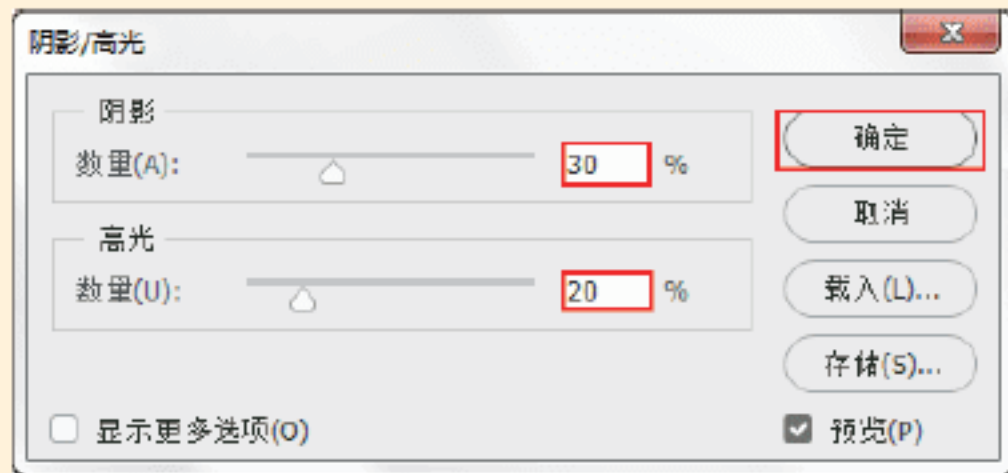 阴影/高光
阴影
数量(A): 30 %
确定
取消
高光
数量(U): 20 %
载入(L)...
存储(S)...
显示更多选项(O)
预览(P)